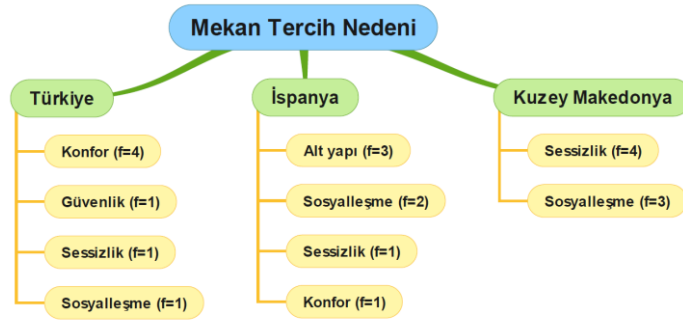 Mekan Tercih Nedeni
Türkiye
Konfor (f=4)
Güvenlik (f=1)
Sessizlik (f=1)
Sosyalleşme (f=1)
İspanya
Alt yapı (f=3)
Sosyalleşme (f=2)
Sessizlik (f=1)
Konfor (f=1)
Kuzey Makedonya
Sessizlik (f=4)
Sosyalleşme (f=3)